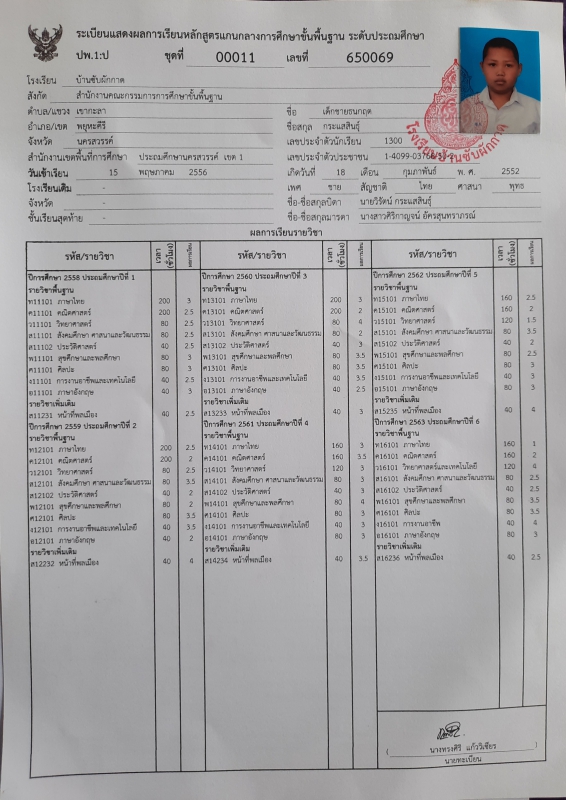 ระเบียนแสดงผลการเรียนหลักสูตรแกนกลางการศึกษาขั้นพื้นฐาน ระดับประถมศึกษา
ปพ.1:ป ชุดที่ 00011 เลขที่ 650069
โรงเรียน บ้านซับผักกาด
สังกัด สำนักงานคณะกรรมการการศึกษาขั้นพื้นฐาน
ตำบล/แขวง เขากะลา ชื่อ เด็กชายธนกฤต
อำเภอ/เขต พยุหะคีรี ชื่อสกุล กระแสสินธุ์
จังหวัด นครสวรรค์ เลขประจำตัวนักเรียน 1300
สำนักงานเขตพื้นที่การศึกษา ประถมศึกษานครสวรรค์ เขต 1 เลขประจำตัวประชาชน
วันเข้าเรียน 15 พฤษภาคม 2556 เกิดวันที่ 18 เดือน กุมภาพันธ์ พ. ศ. 2552
โรงเรียนเดิม - เพศ ชาย สัญชาติ ไทย ศาสนา พุทธ
จังหวัด - ชื่อ-ชื่อสกุลบิดา นายวิรัตน์ กระแสสินธุ์
ชั้นเรียนสุดท้าย - ชื่อ-ชื่อสกุลมารดา นางสาวศิริกาญจน์ อัครสุนทราภรณ์
โรงเรียนบ้านซับผักกาด
ผลการเรียนรายวิชา
รหัส/รายวิชา เวลา (ชั่วโมง) ผลการเรียน
ปีการศึกษา 2558 ประถมศึกษาปีที่ 1
รายวิชาพื้นฐาน
ท11101 ภาษาไทย 200 3
ค11101 คณิตศาสตร์ 200 2.5
ว11101 วิทยาศาสตร์ 80 2.5
ส11101 สังคมศึกษา ศาสนาและวัฒนธรรม 80 2.5
ส11102 ประวัติศาสตร์ 40 2.5
พ11101 สุขศึกษาและพลศึกษา 80 3
ศ11101 ศิลปะ 80 3
ง11101 การงานอาชีพและเทคโนโลยี 40 2.5
อ11101 ภาษาอังกฤษ 40 3
รายวิชาเพิ่มเติม
ส11231 หน้าที่พลเมือง 40 2.5
ปีการศึกษา 2559 ประถมศึกษาปีที่ 2
รายวิชาพื้นฐาน
ท12101 ภาษาไทย 200 2.5
ค12101 คณิตศาสตร์ 200 2
ว12101 วิทยาศาสตร์ 80 2.5
ส12101 สังคมศึกษา ศาสนาและวัฒนธรรม 80 2.5
ส12102 ประวัติศาสตร์ 40 2
พ12101 สุขศึกษาและพลศึกษา 80 2
ศ12101 ศิลปะ 80 3.5
ง12101 การงานอาชีพและเทคโนโลยี 40 3.5
อ12101 ภาษาอังกฤษ 40 2
รายวิชาเพิ่มเติม
ส12232 หน้าที่พลเมือง 40 4
รหัส/รายวิชา เวลา (ชั่วโมง) ผลการเรียน
ปีการศึกษา 2560 ประถมศึกษาปีที่ 3
รายวิชาพื้นฐาน
ท13101 ภาษาไทย 200 3
ค13101 คณิตศาสตร์ 200 2
ว13101 วิทยาศาสตร์ 80 4
ส13101 สังคมศึกษา ศาสนาและวัฒนธรรม 80 2
ส13102 ประวัติศาสตร์ 40 3
พ13101 สุขศึกษาและพลศึกษา 80 3.5
ศ13101 ศิลปะ 80 3.5
ง13101 การงานอาชีพและเทคโนโลยี 40 3.5
อ13101 ภาษาอังกฤษ 40 2.5
รายวิชาเพิ่มเติม
ส13233 หน้าที่พลเมือง 40 3
ปีการศึกษา 2561 ประถมศึกษาปีที่ 4
รายวิชาพื้นฐาน
ท14101 ภาษาไทย 160 3
ค14101 คณิตศาสตร์ 160 3.5
ว14101 วิทยาศาสตร์ 120 3
ส14101 สังคมศึกษา ศาสนาและวัฒนธรรม 80 3
ส14102 ประวัติศาสตร์ 40 3
พ14101 สุขศึกษาและพลศึกษา 80 4
ศ14101 ศิลปะ 80 3.5
ง14101 การงานอาชีพและเทคโนโลยี 40 3
อ14101 ภาษาอังกฤษ 80 3
รายวิชาเพิ่มเติม
ส14234 หน้าที่พลเมือง 40 3.5
รหัส/รายวิชา เวลา (ชั่วโมง) ผลการเรียน
ปีการศึกษา 2562 ประถมศึกษาปีที่ 5
รายวิชาพื้นฐาน
ท15101 ภาษาไทย 160 2.5
ค15101 คณิตศาสตร์ 160 2
ว15101 วิทยาศาสตร์ 120 1.5
ส15101 สังคมศึกษา ศาสนาและวัฒนธรรม 80 3.5
ส15102 ประวัติศาสตร์ 40 2
พ15101 สุขศึกษาและพลศึกษา 80 2.5
ศ15101 ศิลปะ 80 3
ง15101 การงานอาชีพและเทคโนโลยี 40 3
อ15101 ภาษาอังกฤษ 80 3
รายวิชาเพิ่มเติม
ส15235 หน้าที่พลเมือง 40 4
ปีการศึกษา 2563 ประถมศึกษาปีที่ 6
รายวิชาพื้นฐาน
ท16101 ภาษาไทย 160 1
ค16101 คณิตศาสตร์ 160 2
ว16101 วิทยาศาสตร์และเทคโนโลยี 120 4
ส16101 สังคมศึกษา ศาสนาและวัฒนธรรม 80 2.5
ส16102 ประวัติศาสตร์ 40 2.5
พ16101 สุขศึกษาและพลศึกษา 80 3.5
ศ16101 ศิลปะ 80 3.5
ง16101 การงานอาชีพ 40 4
อ16101 ภาษาอังกฤษ 80 3
รายวิชาเพิ่มเติม
ส16236 หน้าที่พลเมือง 40 2.5
( นางทรงศิริ แก้ววิเชียร )
นายทะเบียน